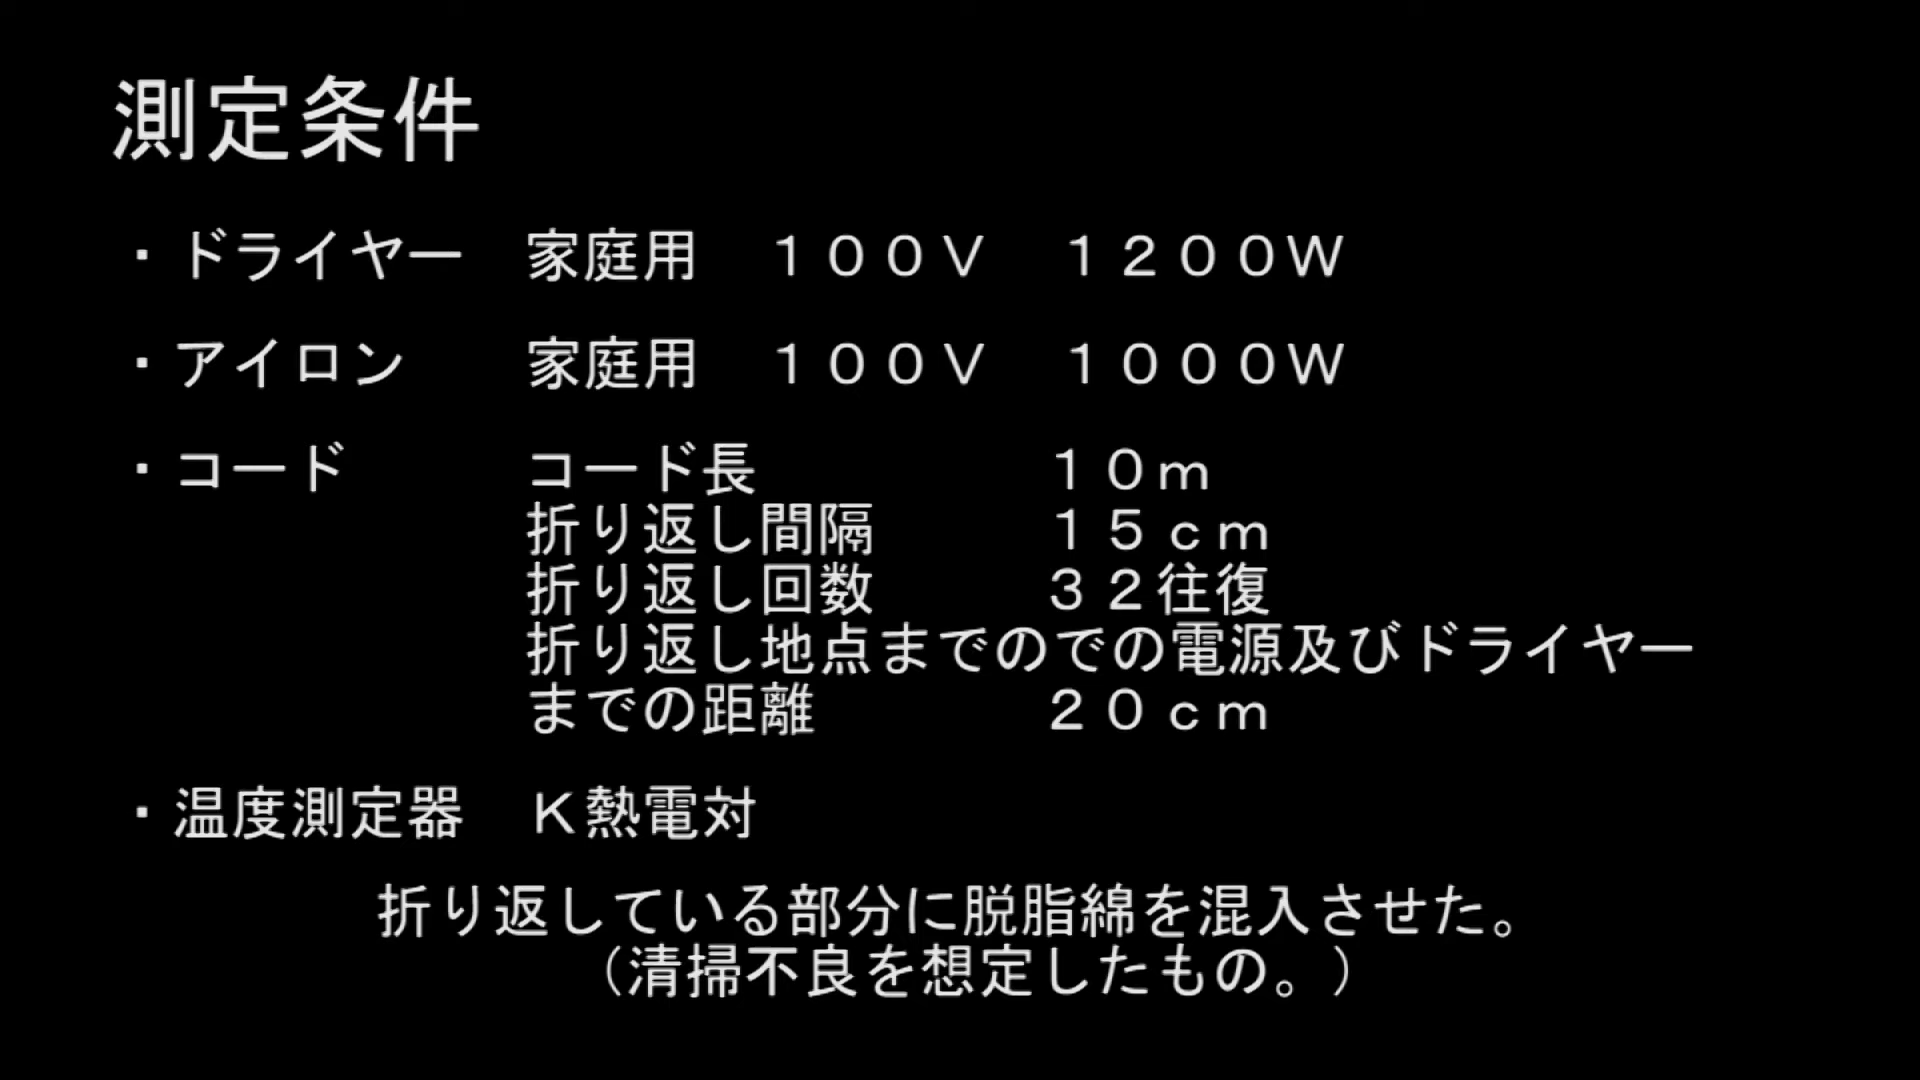 測定条件
・ドライヤー　家庭用　１００Ｖ　１２００Ｗ
・アイロン　　家庭用　１００Ｖ　１０００Ｗ
・コード　　　コード長　　　　　１０ｍ
折り返し間隔　　　１５ｃｍ
折り返し回数　　　３２往復
折り返し地点までのでの電源及びドライヤー
までの距離　　　　２０ｃｍ
・温度測定器　Ｋ熱電対
折り返している部分に脱脂綿を混入させた。
（清掃不良を想定したもの。）